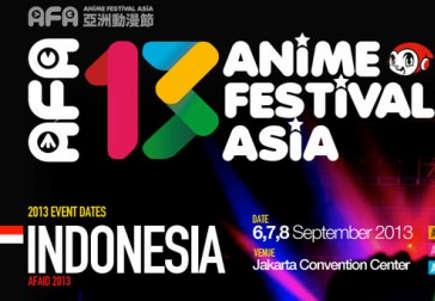 AFA ANIME FESTIVAL ASIA
亞洲動漫節
AFA 13 ANIME
FESTIVAL
ASIA
2013 EVENT DATES
INDONESIA
AFAID 2013
DATE
6,7,8 September 2013
VENUE
Jakarta Convention Center